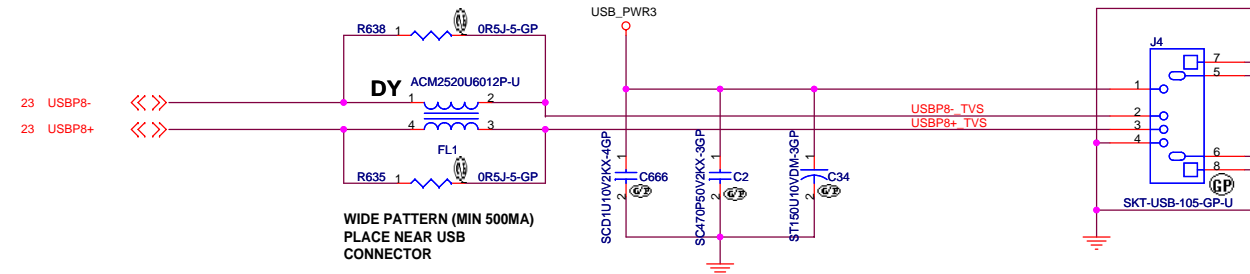 USB_PWR3
R638 1 2 0R5J-5-GP
DY ACM2520U6012P-U
1 2
4 3
FL1
23 USBP8-
23 USBP8+
R635 1 2 0R5J-5-GP
WIDE PATTERN (MIN 500MA)
PLACE NEAR USB
CONNECTOR
SCD1U10V2KX-4GP
1
2
C666
G/P
SC470P50V2KX-3GP
1
2
C2
G/P
ST150U10VDM-3GP
1
2
C34
G/P
USBP8-_TVS
USBP8+_TVS
J4
1
2
3
4
7
5
6
8
GP
SKT-USB-105-GP-U